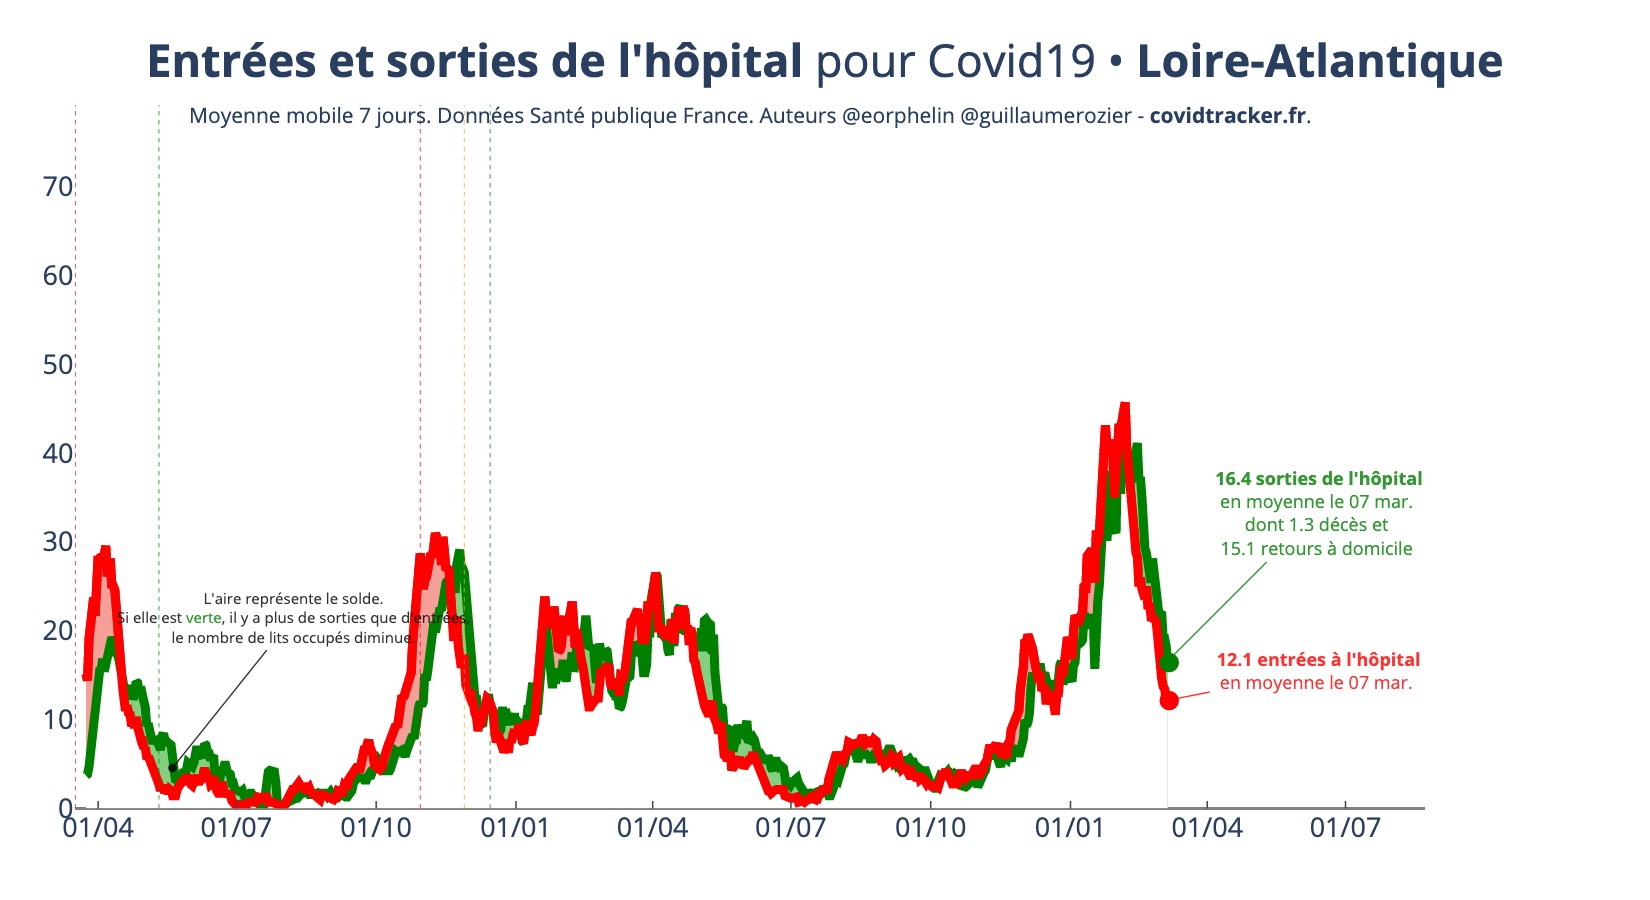 Entrées et sorties de l'hôpital pour Covid19 • Loire-Atlantique
Moyenne mobile 7 jours. Données Santé publique France. Auteurs @eorphelin @guillaumerozier - covidtracker.fr.
70
60
50
40
30
20
10
0
L'aire représente le solde.
Si elle est verte, il y a plus de sorties que d'entrées,
le nombre de lits occupés diminue.
16.4 sorties de l'hôpital
en moyenne le 07 mar.
dont 1.3 décès et
15.1 retours à domicile
12.1 entrées à l'hôpital
en moyenne le 07 mar.
01/04 01/07 01/10 01/01 01/04 01/07 01/10 01/01 01/04 01/07